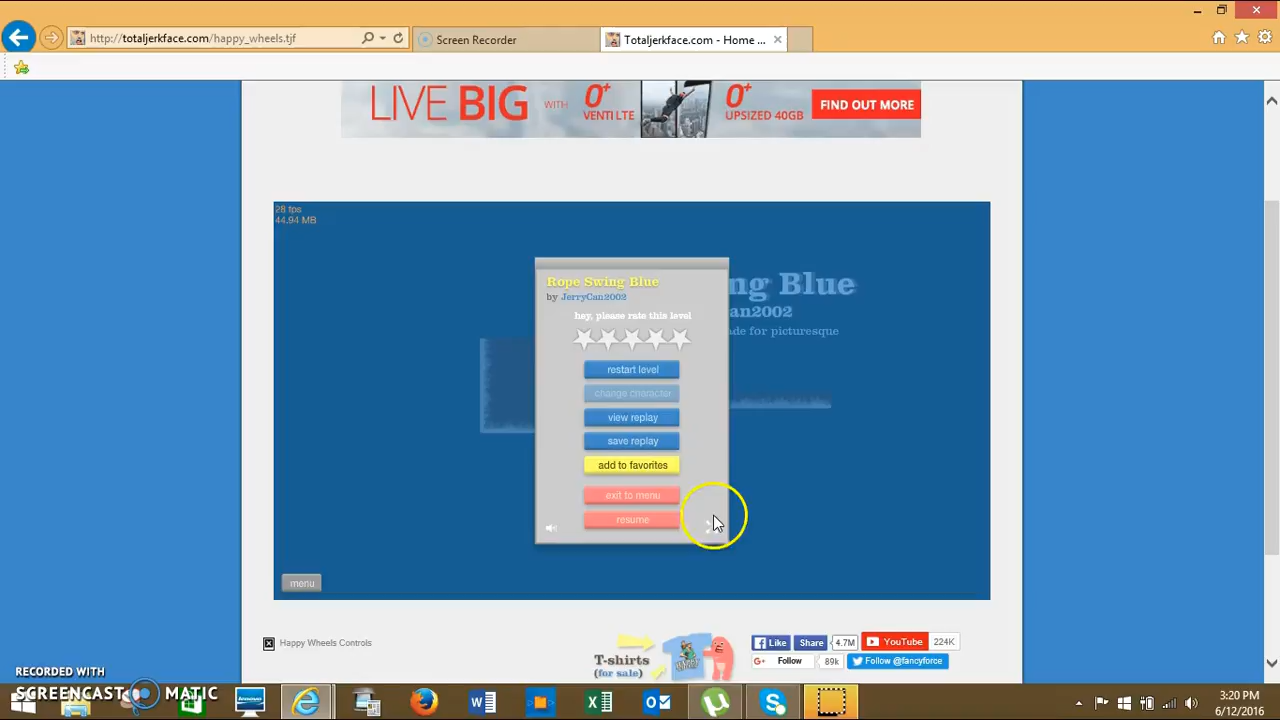 http://totaljerkface.com/happy_wheels.tjf
Screen Recorder
Totaljerkface.com - Home ...
LIVE BIG WITH 0+ VENTI LTE
0+ UPSIZED 40GB
FIND OUT MORE
28 fps
44.94 MB
Rope Swing Blue
by JerryCan2002
hey, please rate this level
restart level
change character
view replay
save replay
add to favorites
exit to menu
resume
ng Blue
an2002
de for picturesque
menu
Happy Wheels Controls
T-shirts
(for sale)
Like
Share
4.7M
YouTube
224K
Follow
89k
Follow @fancyforce
RECORDED WITH
SCREENCAST MATIC
3:20 PM
6/12/2016